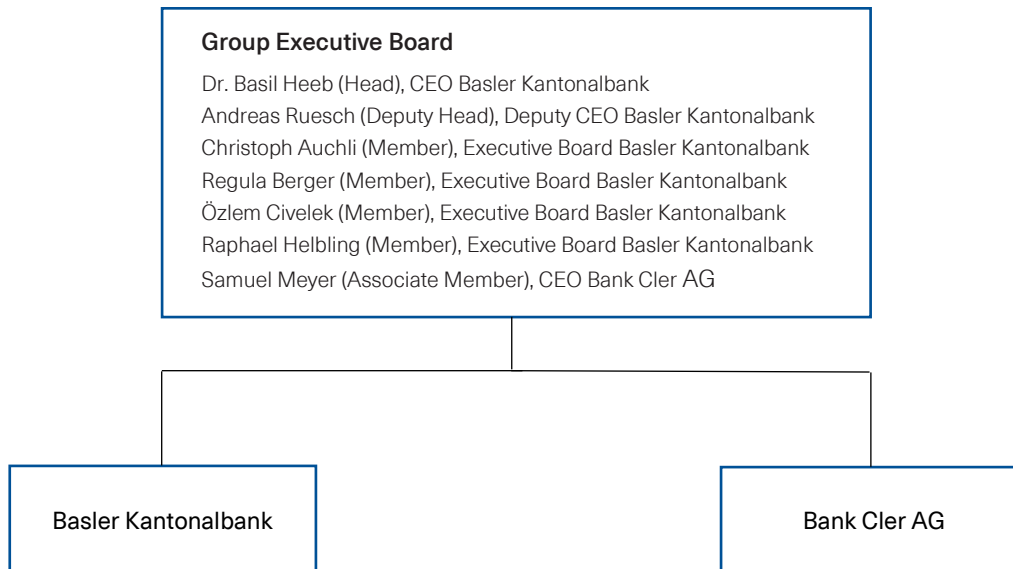 Group Executive Board
Dr. Basil Heeb (Head), CEO Basler Kantonalbank
Andreas Ruesch (Deputy Head), Deputy CEO Basler Kantonalbank
Christoph Auchli (Member), Executive Board Basler Kantonalbank
Regula Berger (Member), Executive Board Basler Kantonalbank
Özlem Civelek (Member), Executive Board Basler Kantonalbank
Raphael Helbling (Member), Executive Board Basler Kantonalbank
Samuel Meyer (Associate Member), CEO Bank Cler AG
Basler Kantonalbank
Bank Cler AG